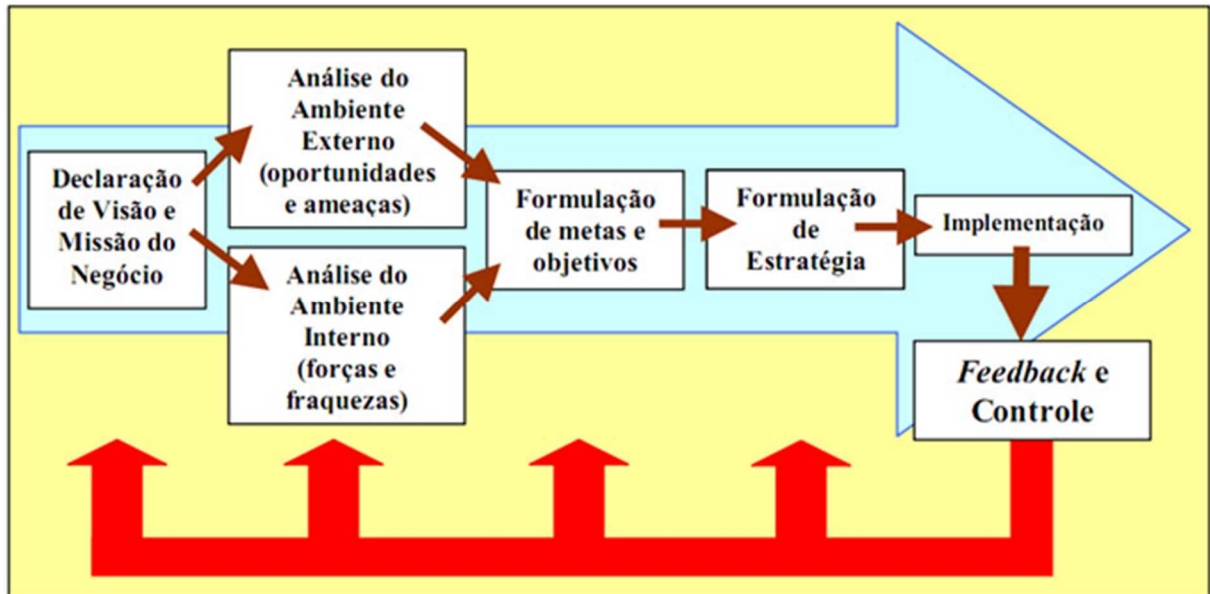 Declaração
de Visão e
Missão do
Negócio
Análise do
Ambiente
Externo
(oportunidades
e ameaças)
Análise do
Ambiente
Interno
(forças e
fraquezas)
Formulação
de metas e
objetivos
Formulação
de
Estratégia
Implementação
Feedback e
Controle